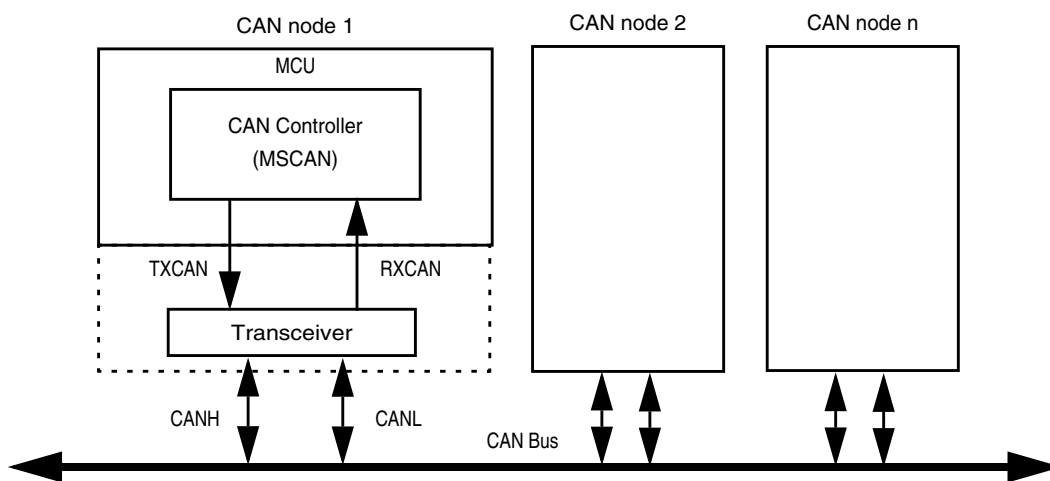 CAN node 1
CAN node 2
CAN node n
MCU
CAN Controller
(MSCAN)
TXCAN
RXCAN
Transceiver
CANH
CANL
CAN Bus